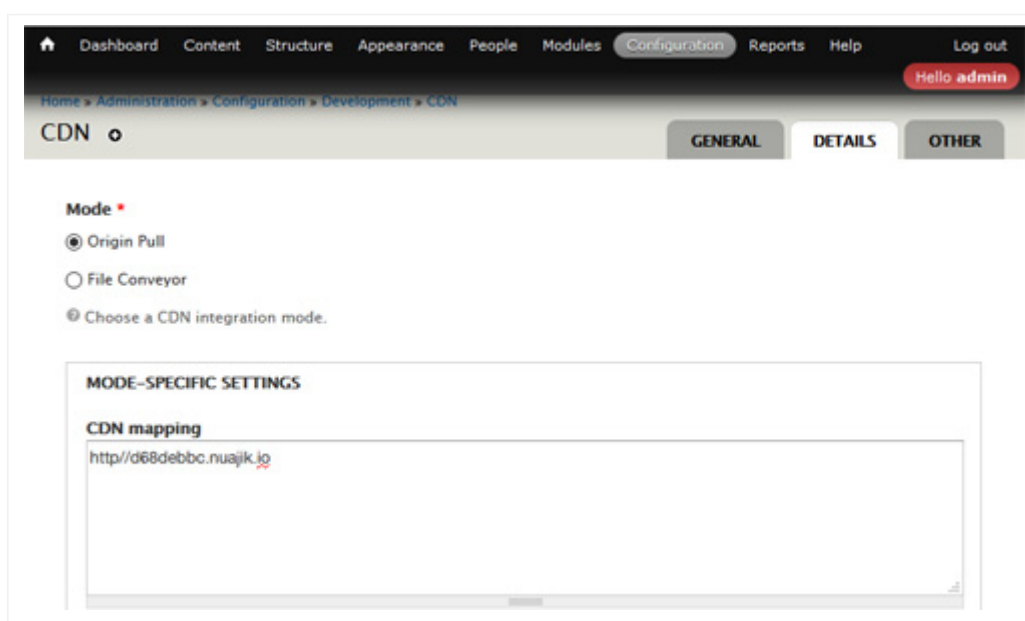 Dashboard Content Structure Appearance People Modules Configuration Reports Help Log out
Hello admin
Home » Administration » Configuration » Development » CDN
CDN
GENERAL DETAILS OTHER
Mode *
Origin Pull
File Conveyor
Choose a CDN integration mode.
MODE-SPECIFIC SETTINGS
CDN mapping
http//d68debbc.nuajik.io